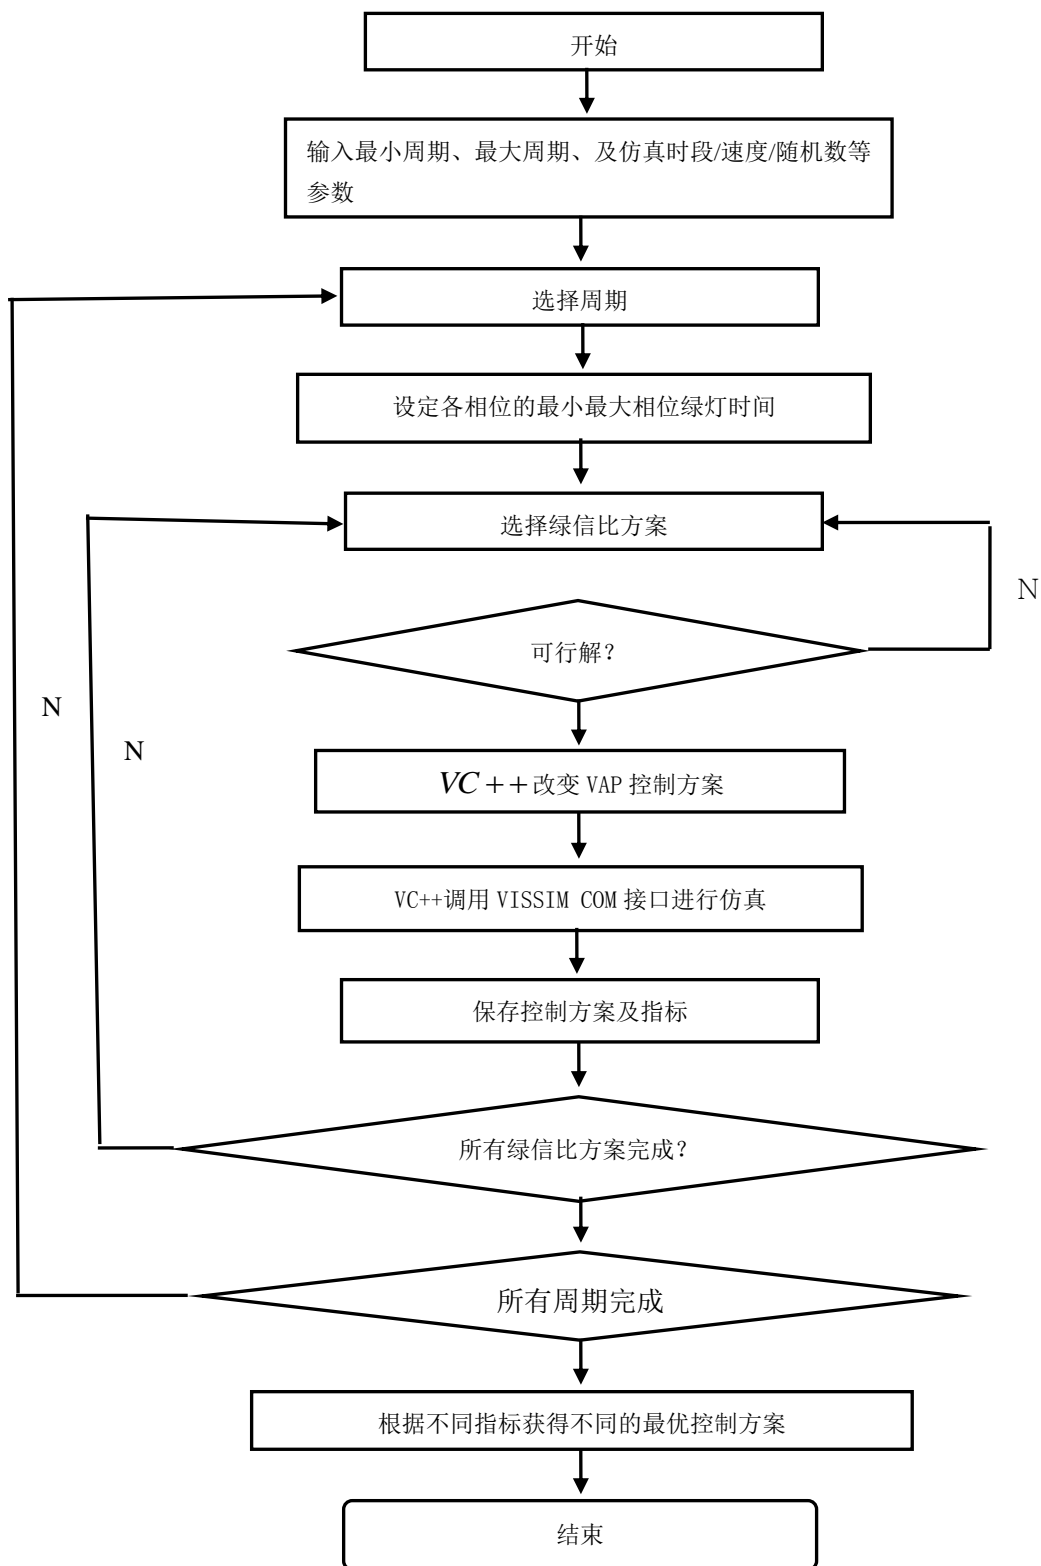 开始
输入最小周期、最大周期、及仿真时段/速度/随机数等
参数
选择周期
设定各相位的最小最大相位绿灯时间
选择绿信比方案
N
可行解？
N
N
VC++改变 VAP 控制方案
VC++调用 VISSIM COM 接口进行仿真
保存控制方案及指标
所有绿信比方案完成？
所有周期完成
根据不同指标获得不同的最优控制方案
结束